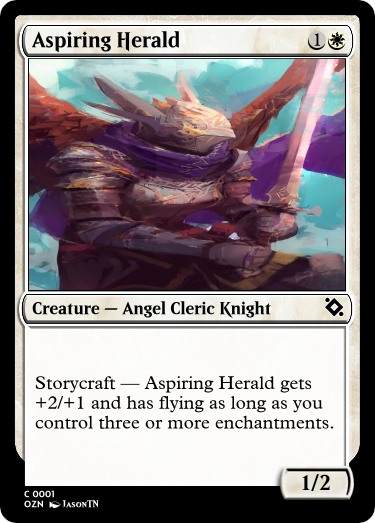 Aspiring Herald 1
Creature — Angel Cleric Knight
Storycraft — Aspiring Herald gets
+2/+1 and has flying as long as you
control three or more enchantments.
1/2
C 0001
OZN JASONTN